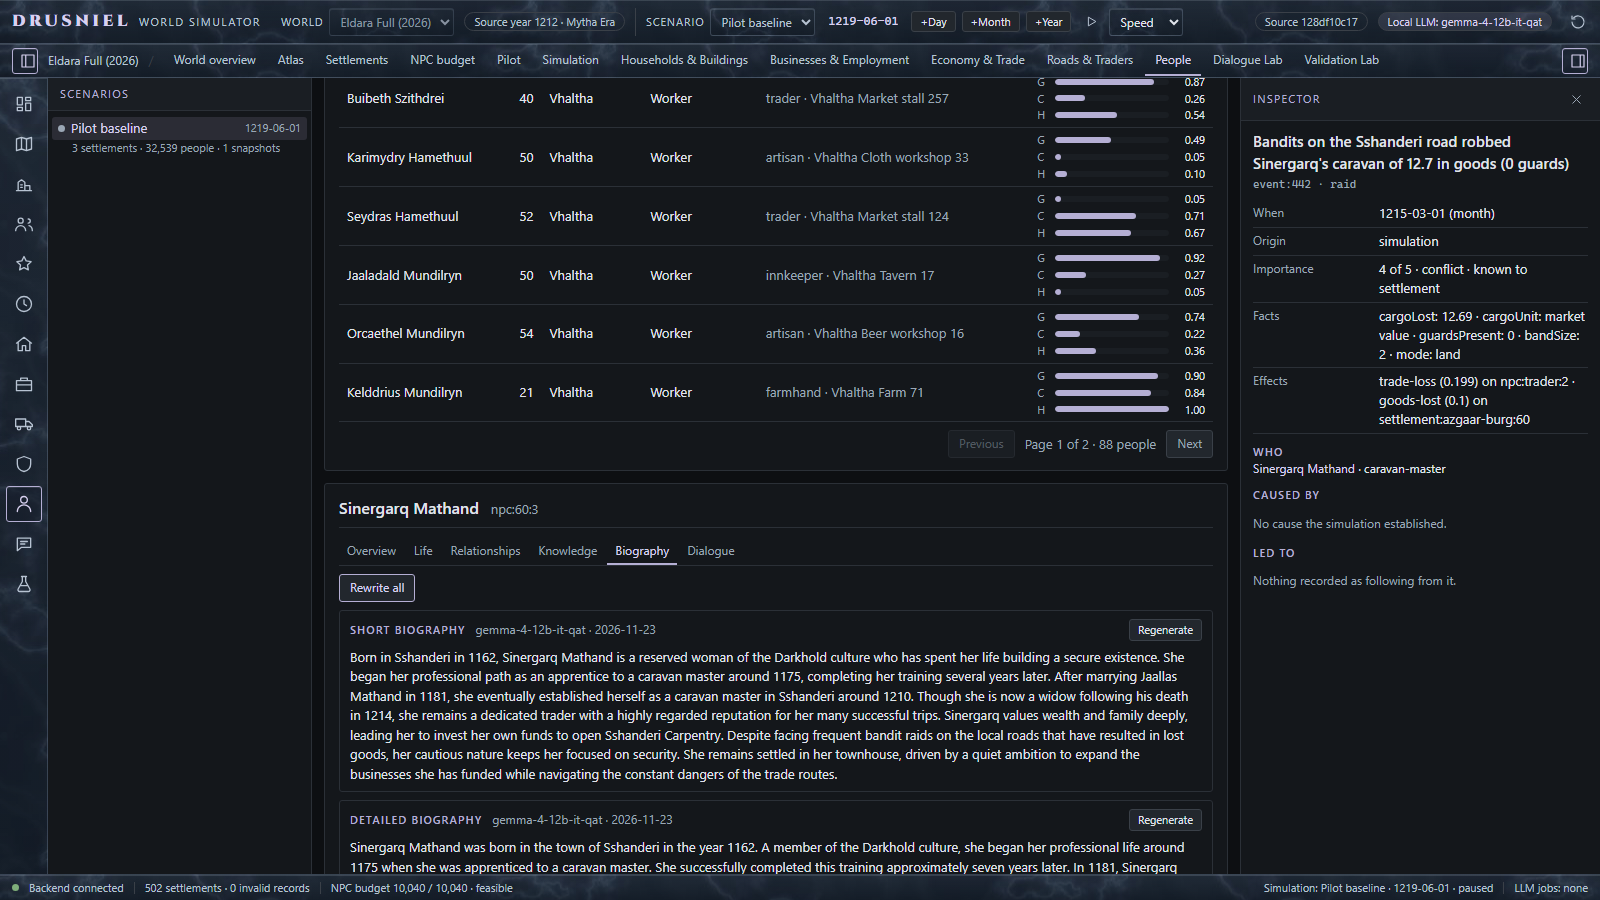 DRUSNIEL WORLD SIMULATOR WORLD Eldara Full (2026) Source year 1212 · Mytha Era SCENARIO Pilot baseline 1219-06-01 +Day +Month +Year Speed Source 128df10c17 Local LLM: gemma-4-12b-it-qat
Eldara Full (2026) / World overview Atlas Settlements NPC budget Pilot Simulation Households & Buildings Businesses & Employment Economy & Trade Roads & Traders People Dialogue Lab Validation Lab
SCENARIOS
Pilot baseline 1219-06-01
3 settlements · 32,539 people · 1 snapshots
G 0.87
Buibeth Szithdrei 40 Vhaltha Worker trader · Vhaltha Market stall 257 C 0.26
H 0.54
G 0.49
Karimydry Hamethuul 50 Vhaltha Worker artisan · Vhaltha Cloth workshop 33 C 0.05
H 0.10
G 0.05
Seydras Hamethuul 52 Vhaltha Worker trader · Vhaltha Market stall 124 C 0.71
H 0.67
G 0.92
Jaaladald Mundilryn 50 Vhaltha Worker innkeeper · Vhaltha Tavern 17 C 0.27
H 0.05
G 0.74
Orcaethel Mundilryn 54 Vhaltha Worker artisan · Vhaltha Beer workshop 16 C 0.22
H 0.36
G 0.90
Kelddrius Mundilryn 21 Vhaltha Worker farmhand · Vhaltha Farm 71 C 0.84
H 1.00
Previous Page 1 of 2 · 88 people Next
Sinergarq Mathand npc:60:3
Overview Life Relationships Knowledge Biography Dialogue
Rewrite all
SHORT BIOGRAPHY gemma-4-12b-it-qat · 2026-11-23 Regenerate
Born in Sshanderi in 1162, Sinergarq Mathand is a reserved woman of the Darkhold culture who has spent her life building a secure existence. She
began her professional path as an apprentice to a caravan master around 1175, completing her training several years later. After marrying Jaallas
Mathand in 1181, she eventually established herself as a caravan master in Sshanderi around 1210. Though she is now a widow following his death
in 1214, she remains a dedicated trader with a highly regarded reputation for her many successful trips. Sinergarq values wealth and family deeply,
leading her to invest her own funds to open Sshanderi Carpentry. Despite facing frequent bandit raids on the local roads that have resulted in lost
goods, her cautious nature keeps her focused on security. She remains settled in her townhouse, driven by a quiet ambition to expand the
businesses she has funded while navigating the constant dangers of the trade routes.
DETAILED BIOGRAPHY gemma-4-12b-it-qat · 2026-11-23 Regenerate
Sinergarq Mathand was born in the town of Sshanderi in the year 1162. A member of the Darkhold culture, she began her professional life around
1175 when she was apprenticed to a caravan master. She successfully completed this training approximately seven years later. In 1181, Sinergarq
INSPECTOR
Bandits on the Sshanderi road robbed
Sinergarq's caravan of 12.7 in goods (0 guards)
event:442 · raid
When 1215-03-01 (month)
Origin simulation
Importance 4 of 5 · conflict · known to
settlement
Facts cargoLost: 12.69 · cargoUnit: market
value · guardsPresent: 0 · bandSize:
2 · mode: land
Effects trade-loss (0.199) on npc:trader:2 ·
goods-lost (0.1) on
settlement:azgaar-burg:60
WHO
Sinergarq Mathand · caravan-master
CAUSED BY
No cause the simulation established.
LED TO
Nothing recorded as following from it.
Backend connected 502 settlements · 0 invalid records NPC budget 10,040 / 10,040 · feasible Simulation: Pilot baseline · 1219-06-01 · paused LLM jobs: none